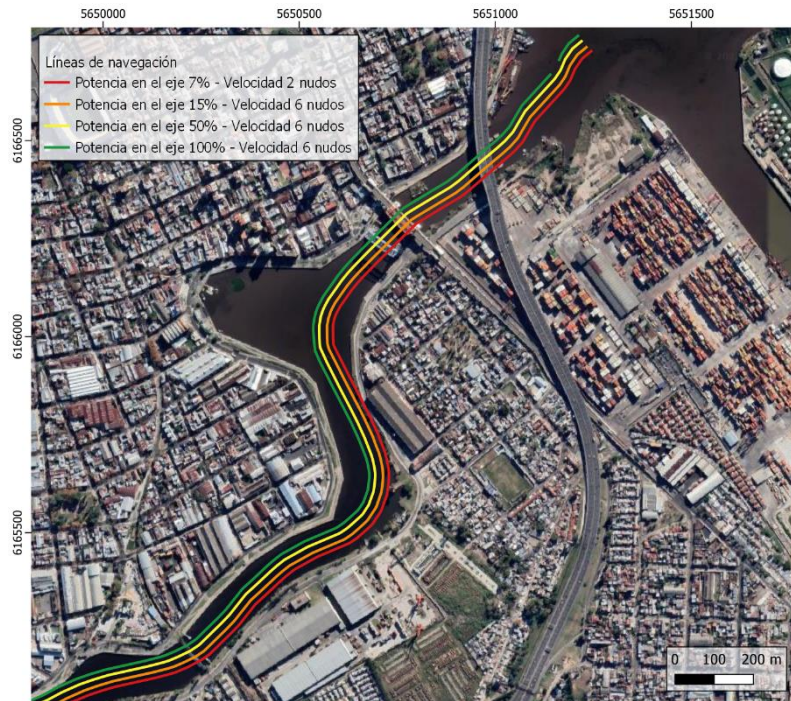 5650000 5650500 5651000 5651500
Líneas de navegación
Potencia en el eje 7% - Velocidad 2 nudos
Potencia en el eje 15% - Velocidad 6 nudos
Potencia en el eje 50% - Velocidad 6 nudos
Potencia en el eje 100% - Velocidad 6 nudos
6166500
6166000
6165500
0 100 200 m